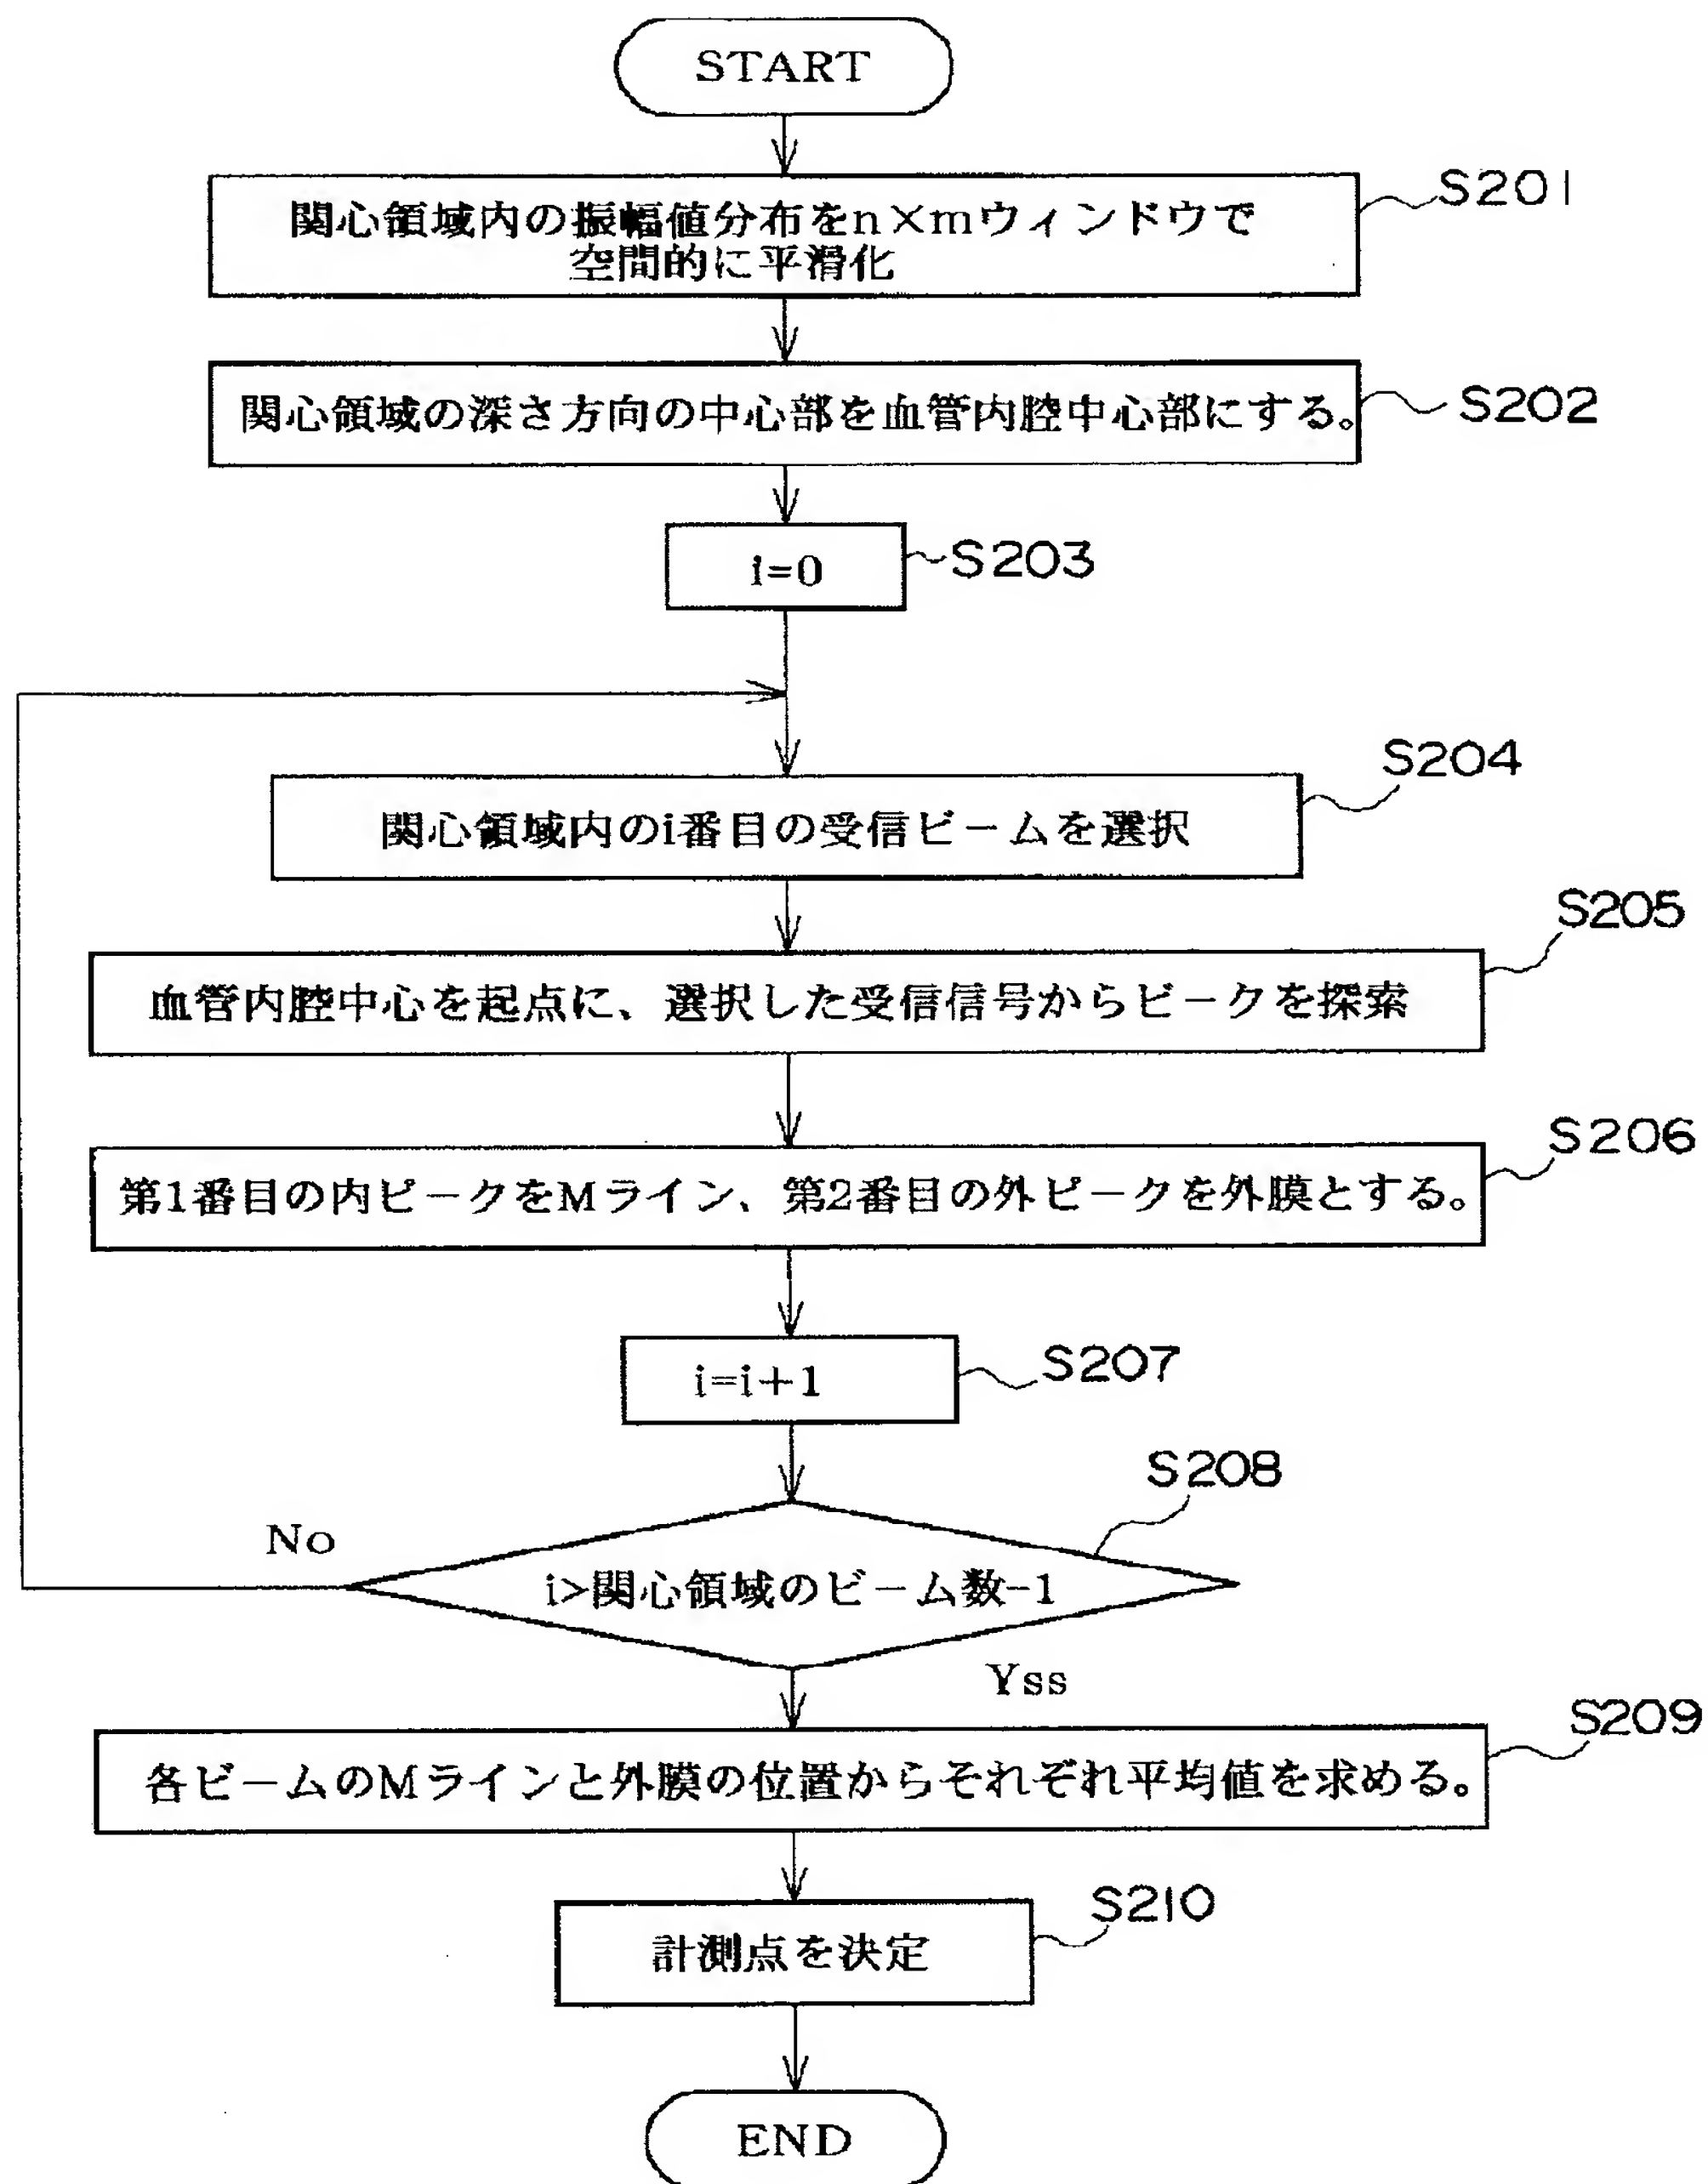 START
S201
関心領域内の振幅値分布をn×mウィンドウで
空間的に平滑化
関心領域の深さ方向の中心部を血管内腔中心部にする。
S202
i=0
S203
S204
関心領域内のi番目の受信ビームを選択
S205
血管内腔中心を起点に、選択した受信信号からピークを探索
S206
第1番目の内ピークをMライン、第2番目の外ピークを外膜とする。
i=i+1
S207
S208
No
i>関心領域のビーム数-1
Yss
S209
各ビームのMラインと外膜の位置からそれぞれ平均値を求める。
S210
計測点を決定
END